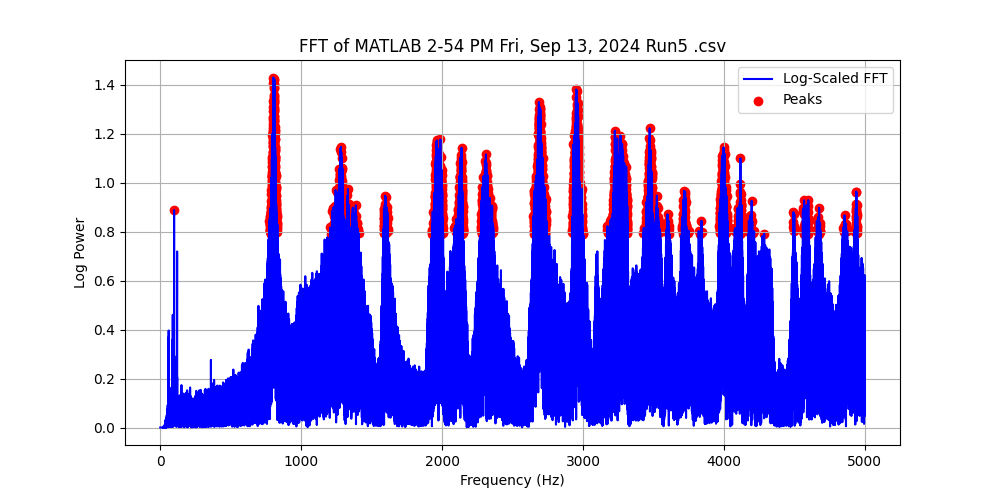 FFT of MATLAB 2-54 PM Fri, Sep 13, 2024 Run5 .csv
Log-Scaled FFT
Peaks
1.4
1.2
1.0
0.8
0.6
0.4
0.2
0.0
Log Power
0 1000 2000 3000 4000 5000
Frequency (Hz)